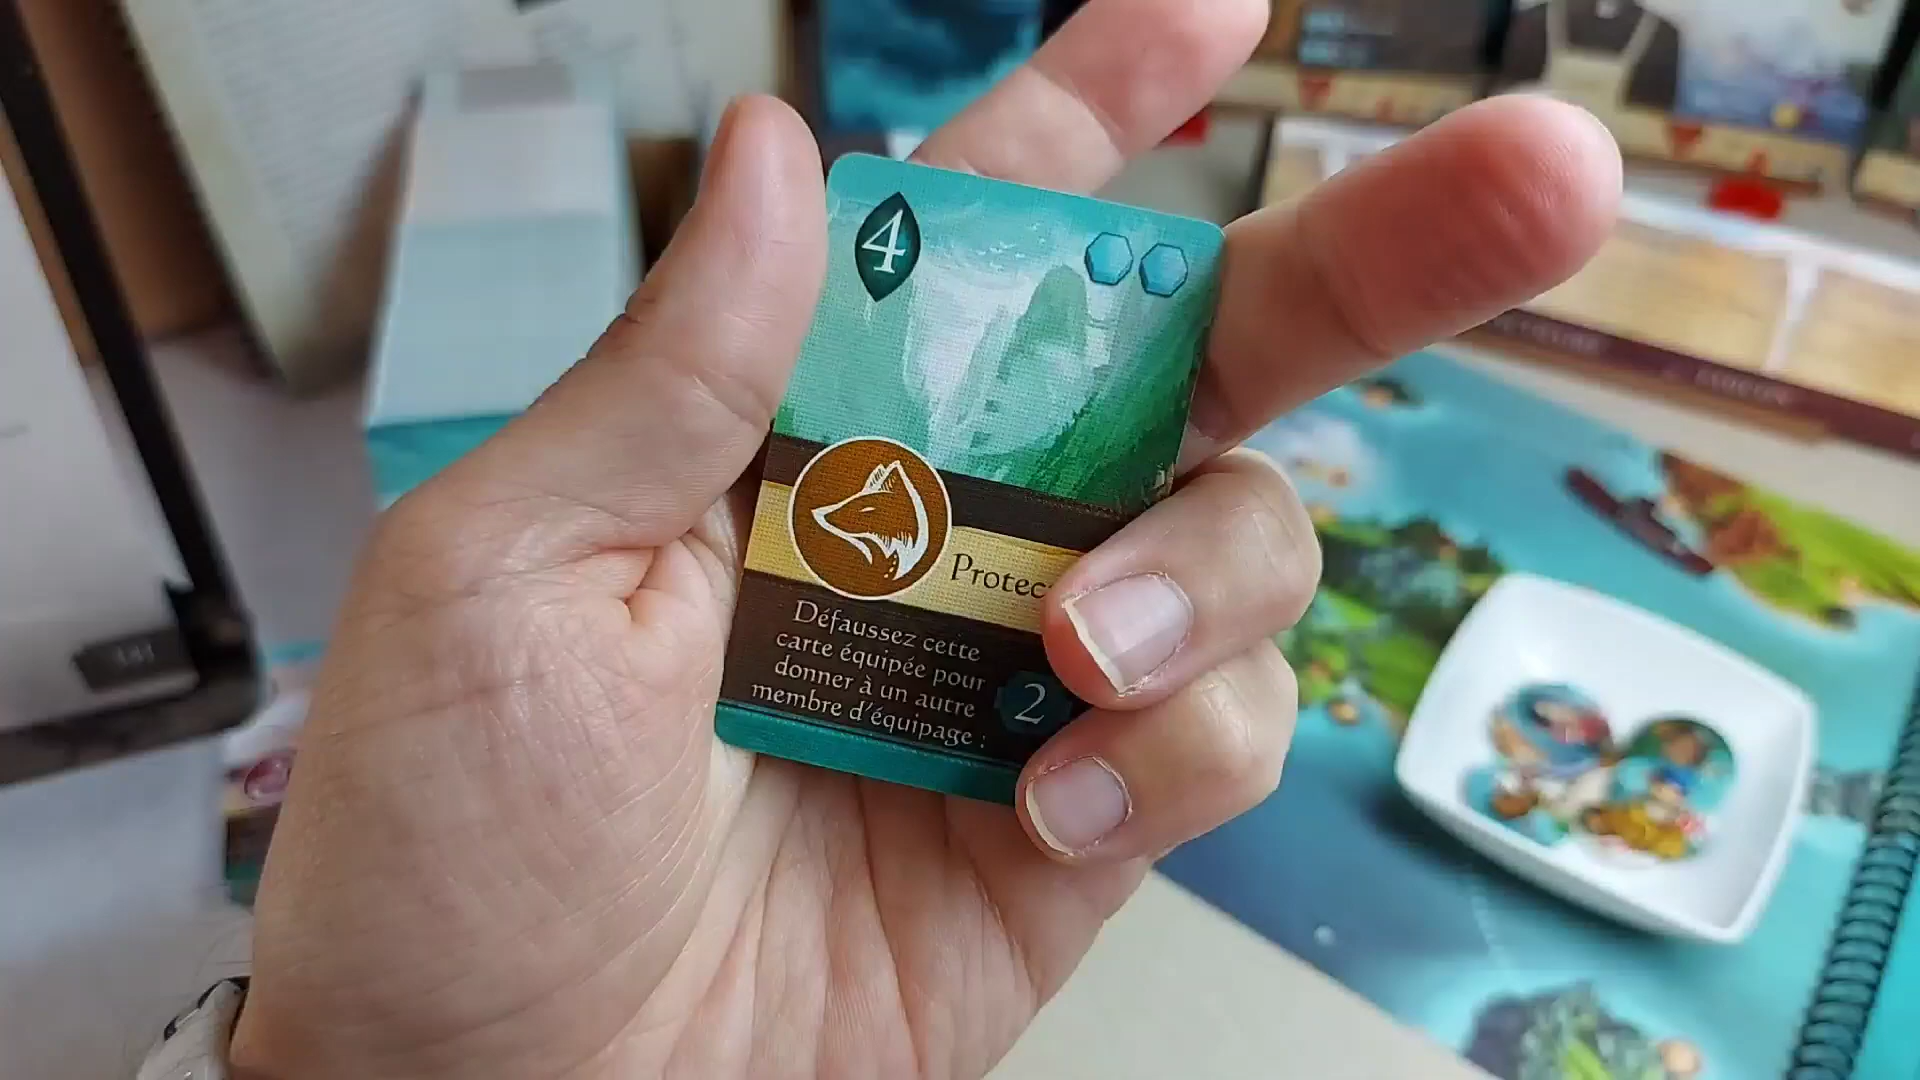 4
Protec
Défaussez cette
carte équipée pour
donner à un autre
membre d'équipage :
2